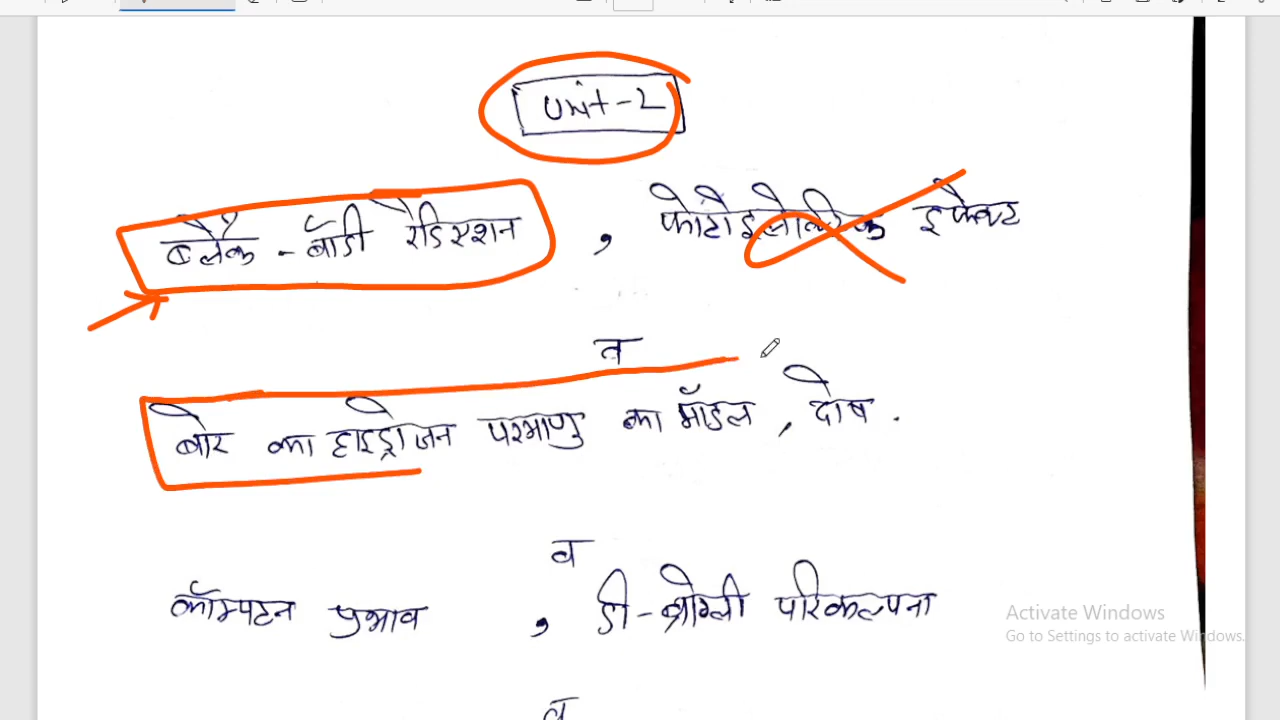 Unit-2
ब्लैक - बॉडी रेडिएशन , फोटोइलेक्ट्रिक इफेक्ट
व
बोर का हाइड्रोजन परमाणु का मॉडल , दोष .
व
कॉम्पटन प्रभाव , डी-ब्रोग्ली परिकल्पना
व
Activate Windows
Go to Settings to activate Windows.